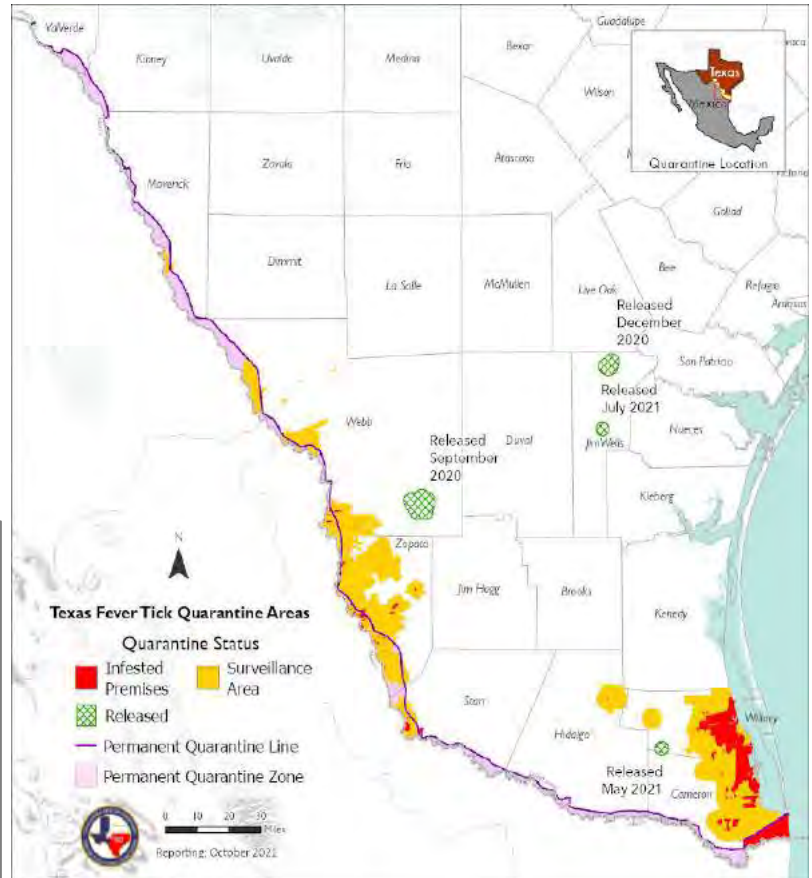 ValVerde
Kinney
Uvalde
Medina
Bexar
Guadalupe
Wilson
Texas
Mexico
Quarantine Location
Maverick
Zavala
Frio
Atascosa
Goliad
Dimmit
La Salle
McMullen
Live Oak
Bee
Refugio
Aransas
Released
December
2020
San Patricio
Released
July 2021
Webb
Duval
Jim Wells
Nueces
Released
September
2020
Kleberg
Zapata
Jim Hogg
Brooks
Kenedy
N
Texas Fever Tick Quarantine Areas
Quarantine Status
Infested
Premises
Surveillance
Area
Released
Permanent Quarantine Line
Permanent Quarantine Zone
Starr
Hidalgo
Willacy
Released
May 2021
Cameron
0 10 20 30
Miles
Reporting: October 2021